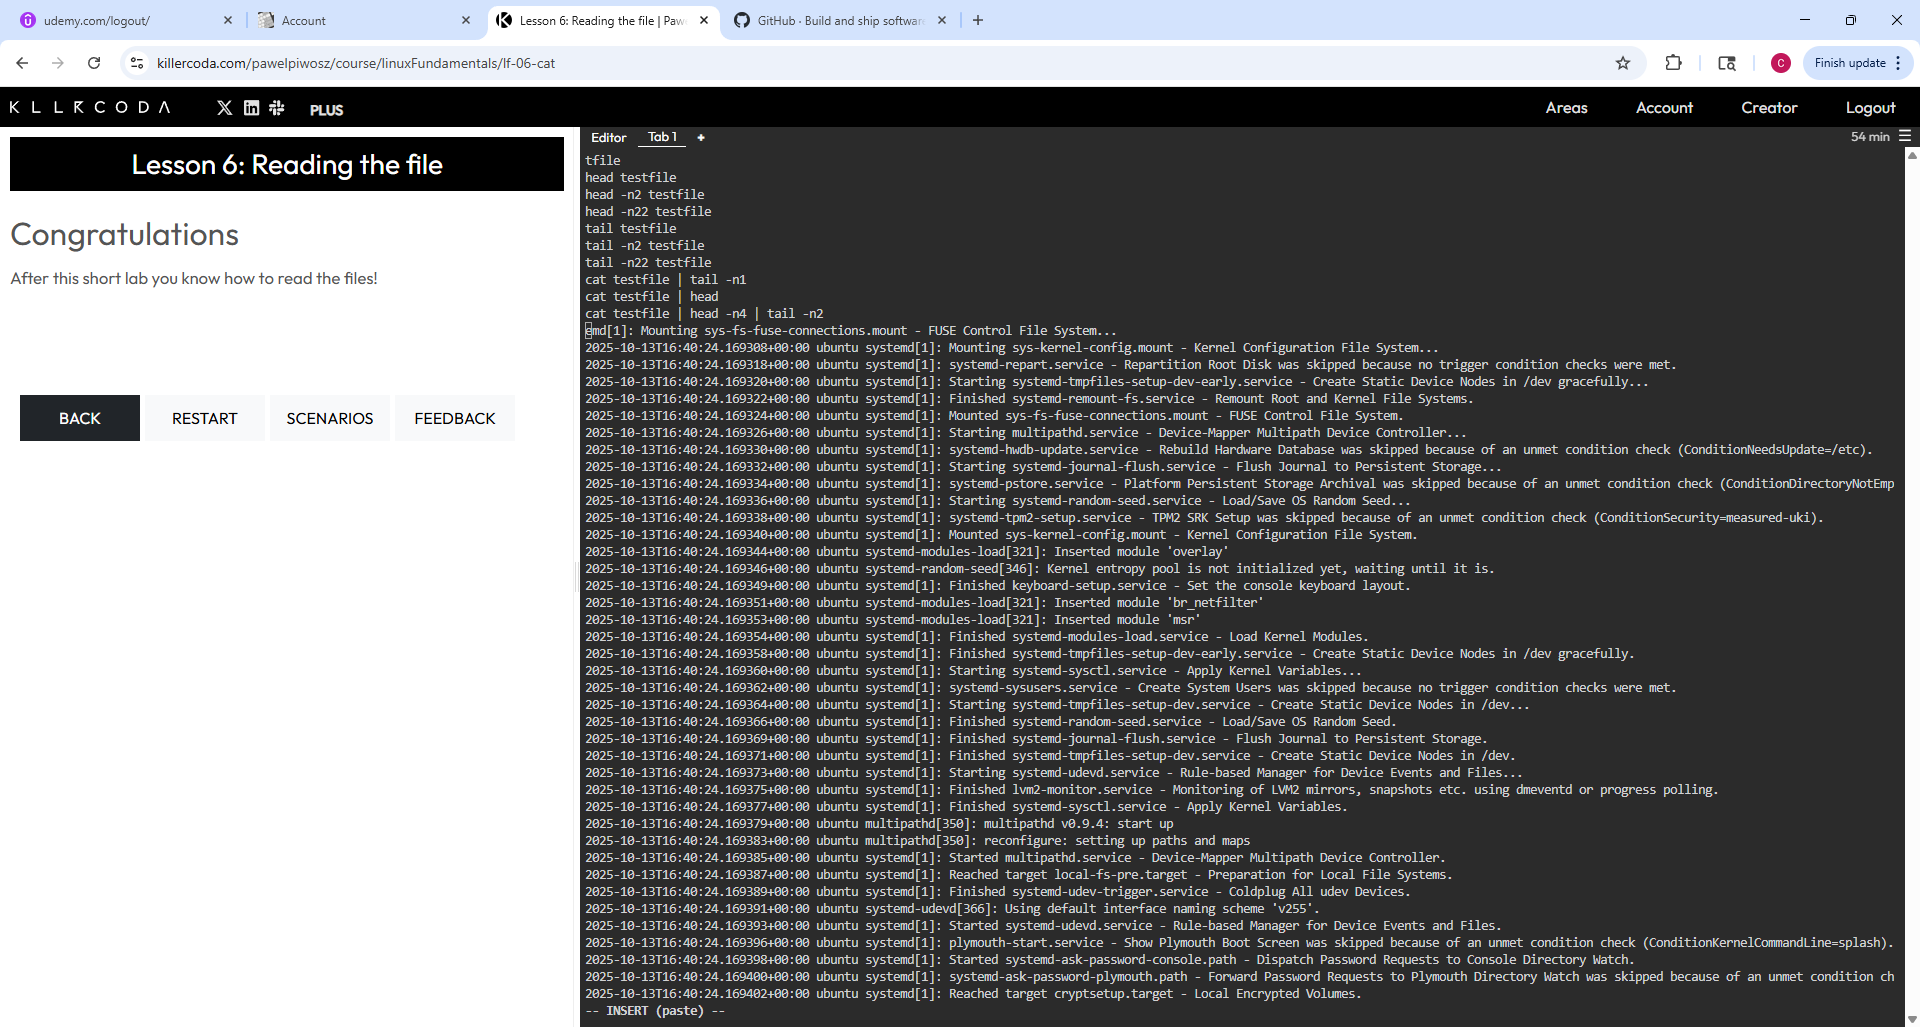 udemy.com/logout/
Account
Lesson 6: Reading the file | Paw
GitHub · Build and ship software
killercoda.com/pawelpiwosz/course/linuxFundamentals/lf-06-cat
C
Finish update
KLLRCODA
PLUS
Areas
Account
Creator
Logout
Lesson 6: Reading the file
Congratulations
After this short lab you know how to read the files!
BACK
RESTART
SCENARIOS
FEEDBACK
Editor
Tab 1
+
54 min
tfile
head testfile
head -n2 testfile
head -n22 testfile
tail testfile
tail -n2 testfile
tail -n22 testfile
cat testfile | tail -n1
cat testfile | head
cat testfile | head -n4 | tail -n2
emd[1]: Mounting sys-fs-fuse-connections.mount - FUSE Control File System...
2025-10-13T16:40:24.169308+00:00 ubuntu systemd[1]: Mounting sys-kernel-config.mount - Kernel Configuration File System...
2025-10-13T16:40:24.169318+00:00 ubuntu systemd[1]: systemd-repart.service - Repartition Root Disk was skipped because no trigger condition checks were met.
2025-10-13T16:40:24.169320+00:00 ubuntu systemd[1]: Starting systemd-tmpfiles-setup-dev-early.service - Create Static Device Nodes in /dev gracefully...
2025-10-13T16:40:24.169322+00:00 ubuntu systemd[1]: Finished systemd-remount-fs.service - Remount Root and Kernel File Systems.
2025-10-13T16:40:24.169324+00:00 ubuntu systemd[1]: Mounted sys-fs-fuse-connections.mount - FUSE Control File System.
2025-10-13T16:40:24.169326+00:00 ubuntu systemd[1]: Starting multipathd.service - Device-Mapper Multipath Device Controller...
2025-10-13T16:40:24.169330+00:00 ubuntu systemd[1]: systemd-hwdb-update.service - Rebuild Hardware Database was skipped because of an unmet condition check (ConditionNeedsUpdate=/etc).
2025-10-13T16:40:24.169332+00:00 ubuntu systemd[1]: Starting systemd-journal-flush.service - Flush Journal to Persistent Storage...
2025-10-13T16:40:24.169334+00:00 ubuntu systemd[1]: systemd-pstore.service - Platform Persistent Storage Archival was skipped because of an unmet condition check (ConditionDirectoryNotEmp
2025-10-13T16:40:24.169336+00:00 ubuntu systemd[1]: Starting systemd-random-seed.service - Load/Save OS Random Seed...
2025-10-13T16:40:24.169338+00:00 ubuntu systemd[1]: systemd-tpm2-setup.service - TPM2 SRK Setup was skipped because of an unmet condition check (ConditionSecurity=measured-uki).
2025-10-13T16:40:24.169340+00:00 ubuntu systemd[1]: Mounted sys-kernel-config.mount - Kernel Configuration File System.
2025-10-13T16:40:24.169344+00:00 ubuntu systemd-modules-load[321]: Inserted module 'overlay'
2025-10-13T16:40:24.169346+00:00 ubuntu systemd-random-seed[346]: Kernel entropy pool is not initialized yet, waiting until it is.
2025-10-13T16:40:24.169349+00:00 ubuntu systemd[1]: Finished keyboard-setup.service - Set the console keyboard layout.
2025-10-13T16:40:24.169351+00:00 ubuntu systemd-modules-load[321]: Inserted module 'br_netfilter'
2025-10-13T16:40:24.169353+00:00 ubuntu systemd-modules-load[321]: Inserted module 'msr'
2025-10-13T16:40:24.169354+00:00 ubuntu systemd[1]: Finished systemd-modules-load.service - Load Kernel Modules.
2025-10-13T16:40:24.169358+00:00 ubuntu systemd[1]: Finished systemd-tmpfiles-setup-dev-early.service - Create Static Device Nodes in /dev gracefully.
2025-10-13T16:40:24.169360+00:00 ubuntu systemd[1]: Starting systemd-sysctl.service - Apply Kernel Variables...
2025-10-13T16:40:24.169362+00:00 ubuntu systemd[1]: systemd-sysusers.service - Create System Users was skipped because no trigger condition checks were met.
2025-10-13T16:40:24.169364+00:00 ubuntu systemd[1]: Starting systemd-tmpfiles-setup-dev.service - Create Static Device Nodes in /dev...
2025-10-13T16:40:24.169366+00:00 ubuntu systemd[1]: Finished systemd-random-seed.service - Load/Save OS Random Seed.
2025-10-13T16:40:24.169369+00:00 ubuntu systemd[1]: Finished systemd-journal-flush.service - Flush Journal to Persistent Storage.
2025-10-13T16:40:24.169371+00:00 ubuntu systemd[1]: Finished systemd-tmpfiles-setup-dev.service - Create Static Device Nodes in /dev.
2025-10-13T16:40:24.169373+00:00 ubuntu systemd[1]: Starting systemd-udevd.service - Rule-based Manager for Device Events and Files...
2025-10-13T16:40:24.169375+00:00 ubuntu systemd[1]: Finished lvm2-monitor.service - Monitoring of LVM2 mirrors, snapshots etc. using dmeventd or progress polling.
2025-10-13T16:40:24.169377+00:00 ubuntu systemd[1]: Finished systemd-sysctl.service - Apply Kernel Variables.
2025-10-13T16:40:24.169379+00:00 ubuntu multipathd[350]: multipathd v0.9.4: start up
2025-10-13T16:40:24.169383+00:00 ubuntu multipathd[350]: reconfigure: setting up paths and maps
2025-10-13T16:40:24.169385+00:00 ubuntu systemd[1]: Started multipathd.service - Device-Mapper Multipath Device Controller.
2025-10-13T16:40:24.169387+00:00 ubuntu systemd[1]: Reached target local-fs-pre.target - Preparation for Local File Systems.
2025-10-13T16:40:24.169389+00:00 ubuntu systemd[1]: Finished systemd-udev-trigger.service - Coldplug All udev Devices.
2025-10-13T16:40:24.169391+00:00 ubuntu systemd-udevd[366]: Using default interface naming scheme 'v255'.
2025-10-13T16:40:24.169393+00:00 ubuntu systemd[1]: Started systemd-udevd.service - Rule-based Manager for Device Events and Files.
2025-10-13T16:40:24.169396+00:00 ubuntu systemd[1]: plymouth-start.service - Show Plymouth Boot Screen was skipped because of an unmet condition check (ConditionKernelCommandLine=splash).
2025-10-13T16:40:24.169398+00:00 ubuntu systemd[1]: Started systemd-ask-password-console.path - Dispatch Password Requests to Console Directory Watch.
2025-10-13T16:40:24.169400+00:00 ubuntu systemd[1]: systemd-ask-password-plymouth.path - Forward Password Requests to Plymouth Directory Watch was skipped because of an unmet condition ch
2025-10-13T16:40:24.169402+00:00 ubuntu systemd[1]: Reached target cryptsetup.target - Local Encrypted Volumes.
-- INSERT (paste) --